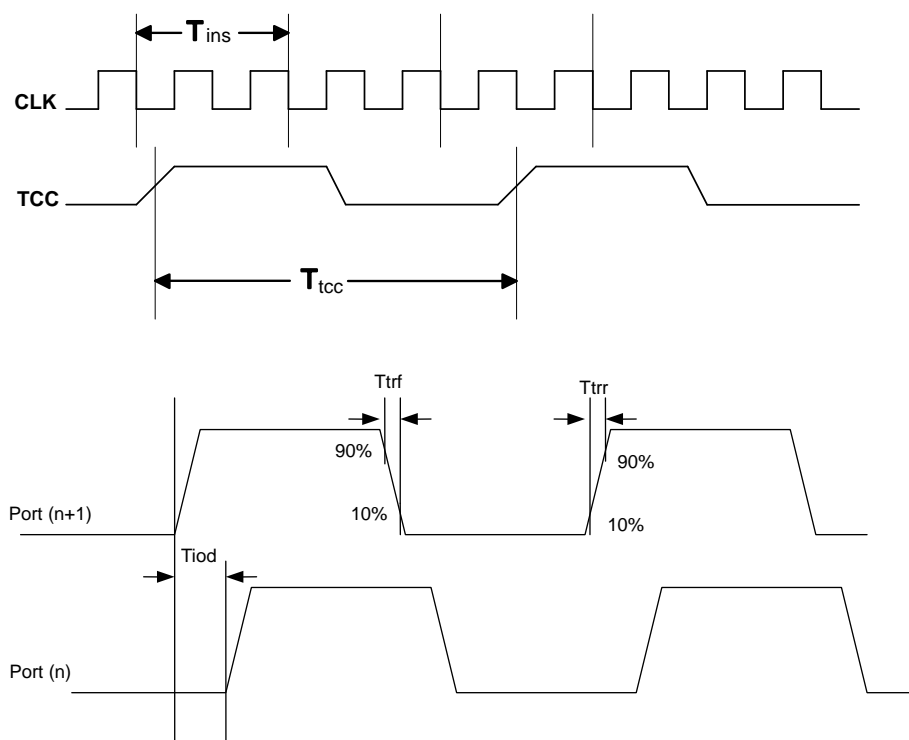 Tins
CLK
TCC
Ttcc
Ttrf
Ttrr
90%
90%
10%
10%
Port (n+1)
Tiod
Port (n)